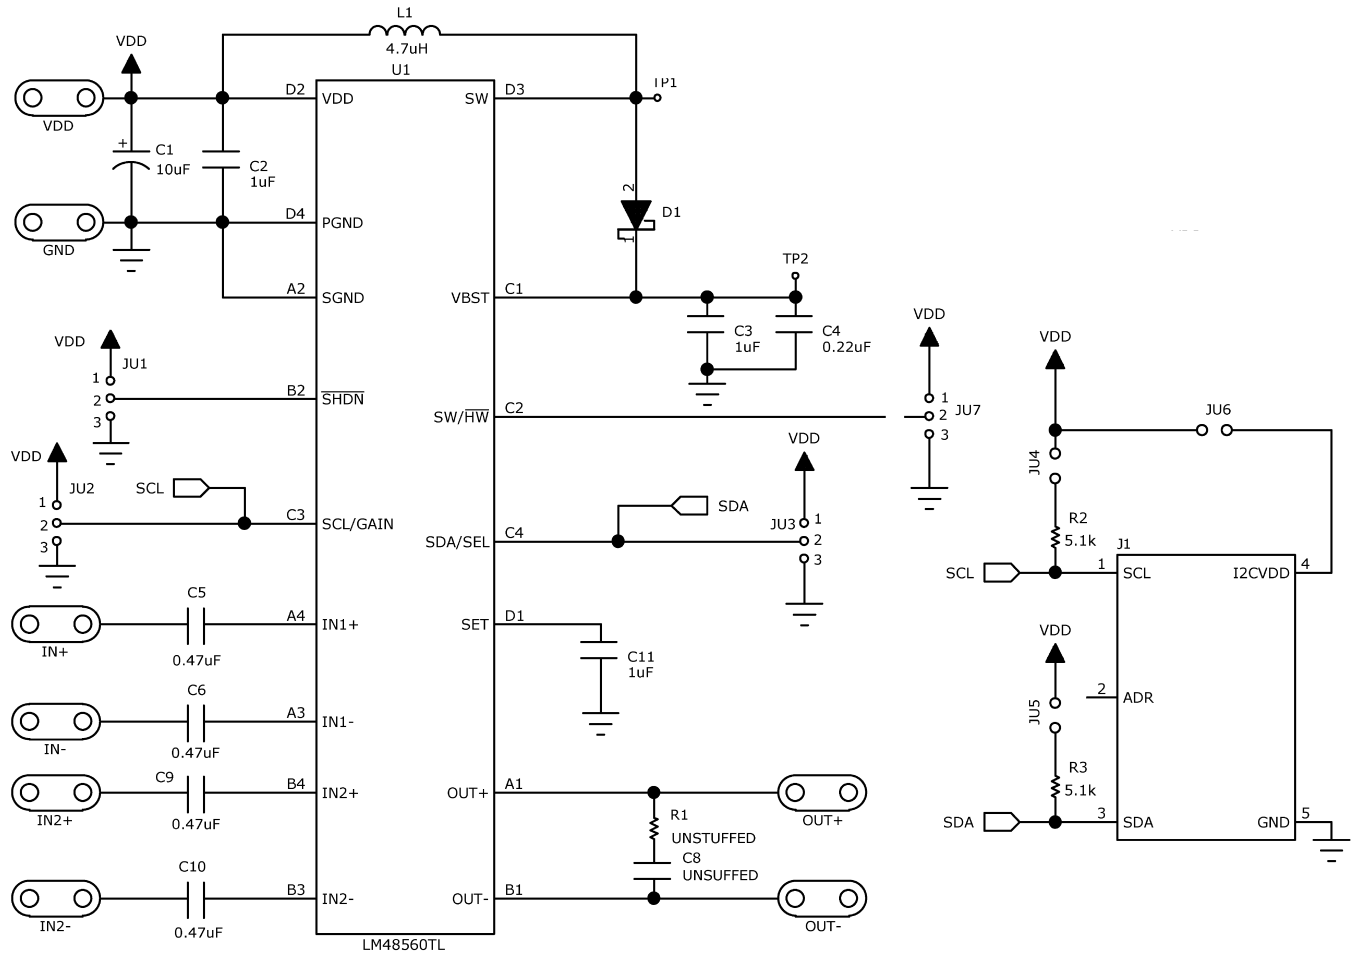 L1
4.7uH
VDD
U1
D2
VDD
SW
D3
TP1
VDD
+
C1
10uF
C2
1uF
2
D1
1
D4
PGND
GND
TP2
A2
SGND
VBST
C1
C3
1uF
C4
0.22uF
VDD
VDD
JU1
1
2
3
B2
SHDN
SW/HW
C2
VDD
1
2
3
JU7
VDD
JU6
JU4
VDD
JU2
1
2
3
SCL
C3
SCL/GAIN
SDA/SEL
C4
SDA
VDD
JU3
1
2
3
R2
5.1k
J1
SCL
1
SCL
I2CVDD
4
C5
A4
IN1+
IN+
0.47uF
SET
D1
C11
1uF
VDD
2
ADR
JU5
C6
A3
IN1-
IN-
0.47uF
C9
B4
IN2+
IN2+
0.47uF
OUT+
A1
R1
UNSTUFFED
C8
UNSUFFED
OUT+
R3
5.1k
SDA
3
SDA
GND
5
C10
B3
IN2-
IN2-
0.47uF
OUT-
B1
OUT-
LM48560TL